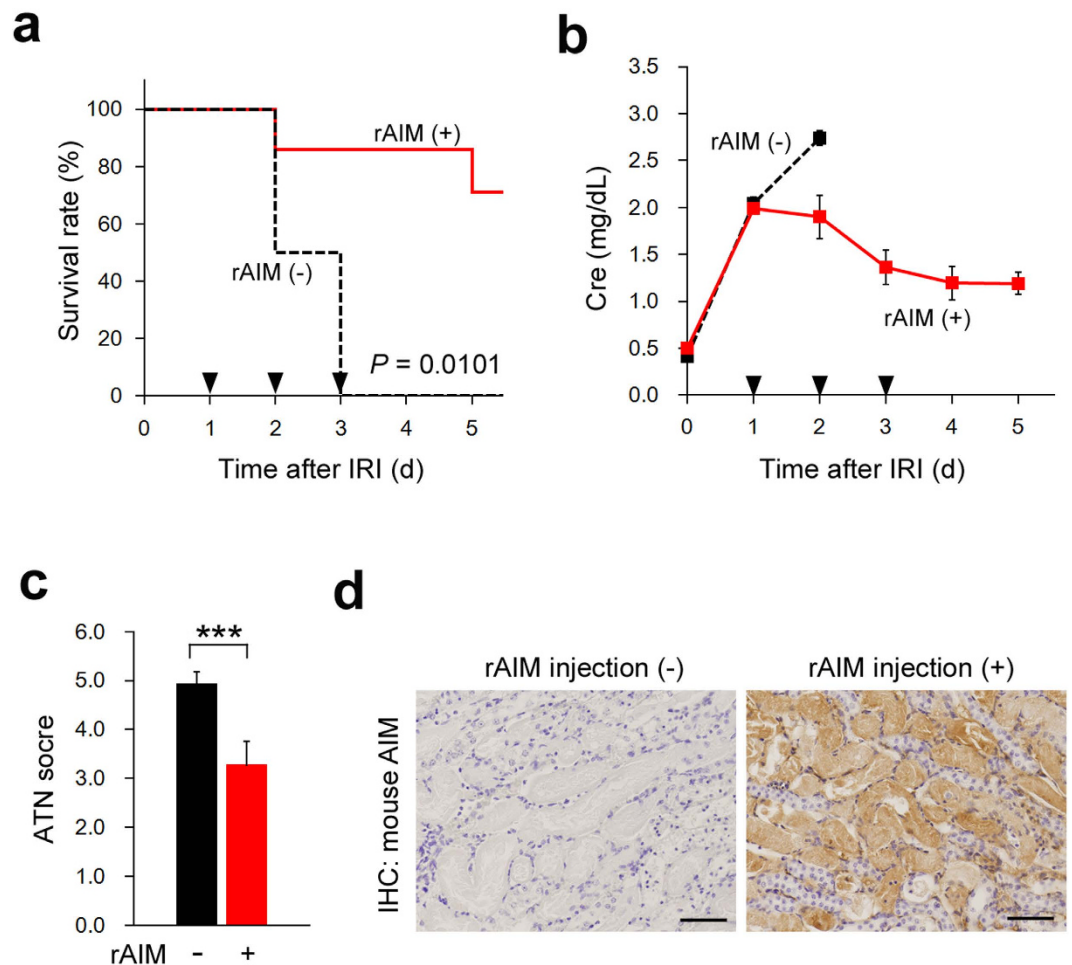 a
Survival rate (%)
100
80
60
40
20
0
rAIM (+)
rAIM (-)
P = 0.0101
0 1 2 3 4 5
Time after IRI (d)
b
Cre (mg/dL)
3.5
3.0
2.5
2.0
1.5
1.0
0.5
0.0
rAIM (-)
rAIM (+)
0 1 2 3 4 5
Time after IRI (d)
c
ATN socre
6.0
5.0
4.0
3.0
2.0
1.0
0.0
***
rAIM - +
d
rAIM injection (-) rAIM injection (+)
IHC: mouse AIM